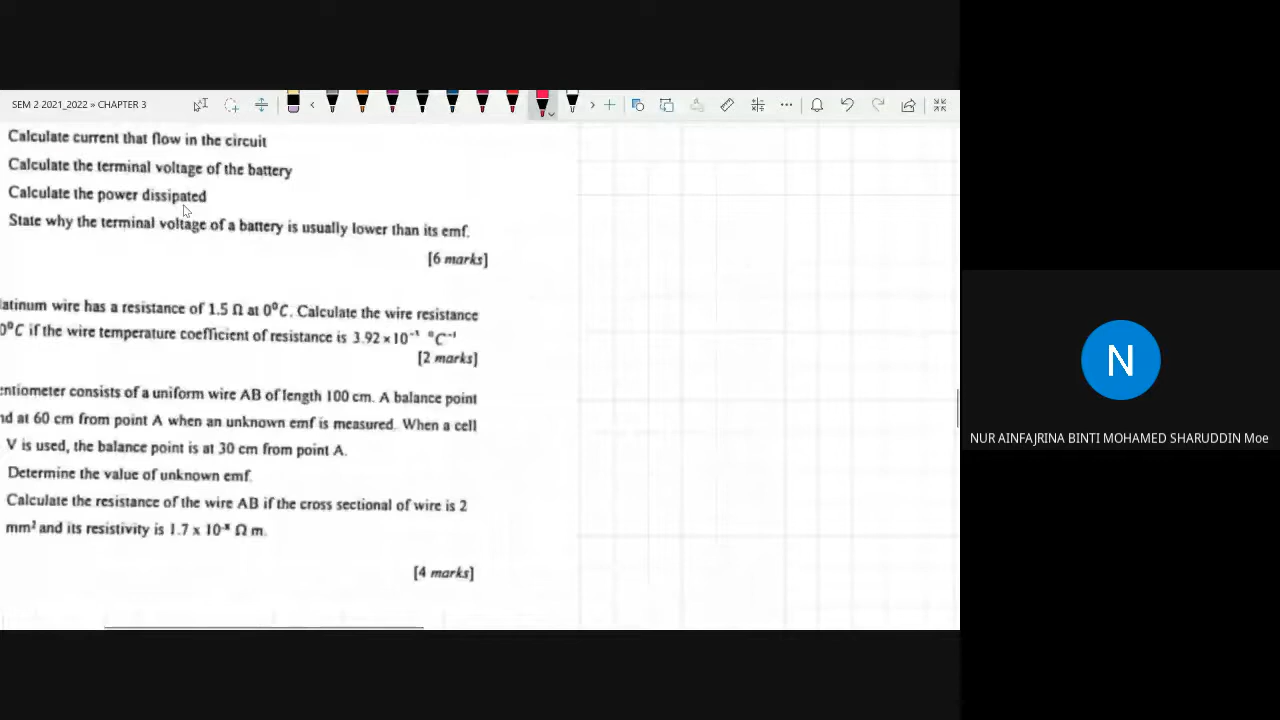 SEM 2 2021_2022 » CHAPTER 3
Calculate current that flow in the circuit
Calculate the terminal voltage of the battery
Calculate the power dissipated
State why the terminal voltage of a battery is usually lower than its emf.
[6 marks]
latinum wire has a resistance of 1.5 Ω at 0⁰C. Calculate the wire resistance
0⁰C if the wire temperature coefficient of resistance is 3.92 × 10⁻³ ⁰C⁻¹
[2 marks]
entiometer consists of a uniform wire AB of length 100 cm. A balance point
nd at 60 cm from point A when an unknown emf is measured. When a cell
V is used, the balance point is at 30 cm from point A.
Determine the value of unknown emf.
Calculate the resistance of the wire AB if the cross sectional of wire is 2
mm² and its resistivity is 1.7 x 10⁻⁸ Ω m.
[4 marks]
N
NUR AINFAJRINA BINTI MOHAMED SHARUDDIN Moe